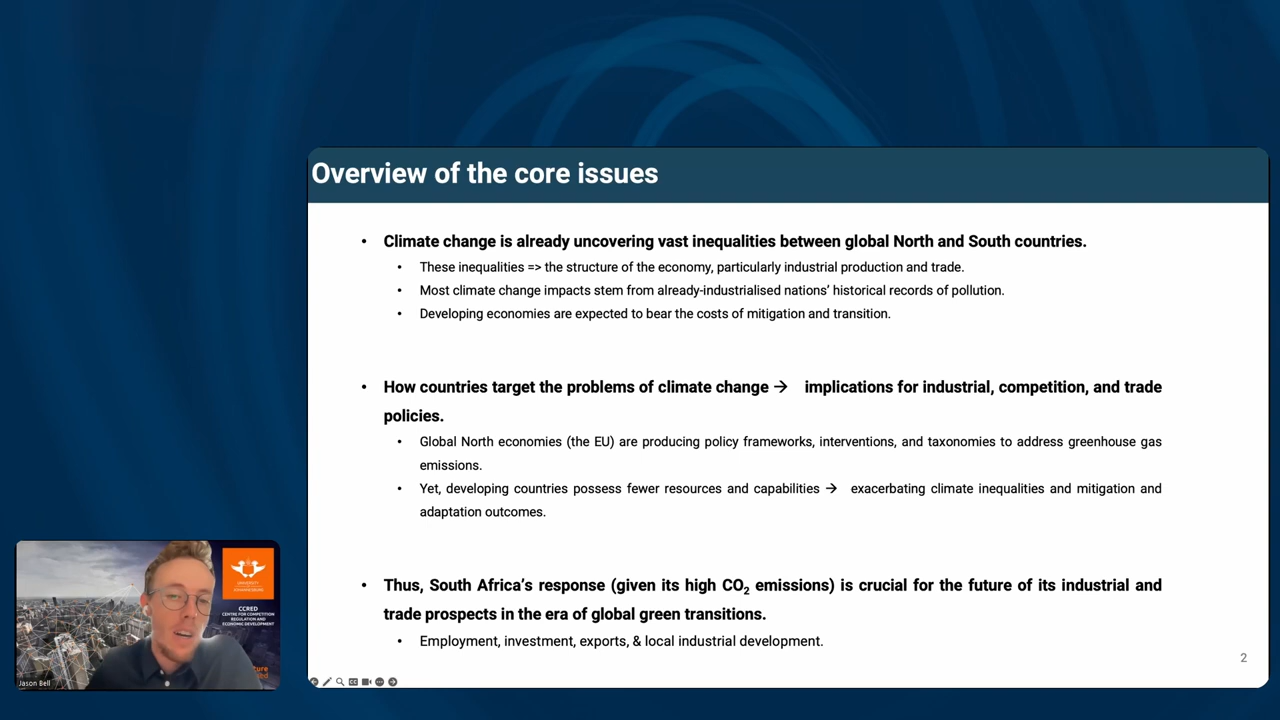 Overview of the core issues
• Climate change is already uncovering vast inequalities between global North and South countries.
• These inequalities => the structure of the economy, particularly industrial production and trade.
• Most climate change impacts stem from already-industrialised nations’ historical records of pollution.
• Developing economies are expected to bear the costs of mitigation and transition.
• How countries target the problems of climate change → implications for industrial, competition, and trade
policies.
• Global North economies (the EU) are producing policy frameworks, interventions, and taxonomies to address greenhouse gas
emissions.
• Yet, developing countries possess fewer resources and capabilities → exacerbating climate inequalities and mitigation and
adaptation outcomes.
• Thus, South Africa’s response (given its high CO₂ emissions) is crucial for the future of its industrial and
trade prospects in the era of global green transitions.
• Employment, investment, exports, & local industrial development.
2
UNIVERSITY
JOHANNESBURG
CCRED
CENTRE FOR COMPETITION
REGULATION AND
ECONOMIC DEVELOPMENT
Jason Bell